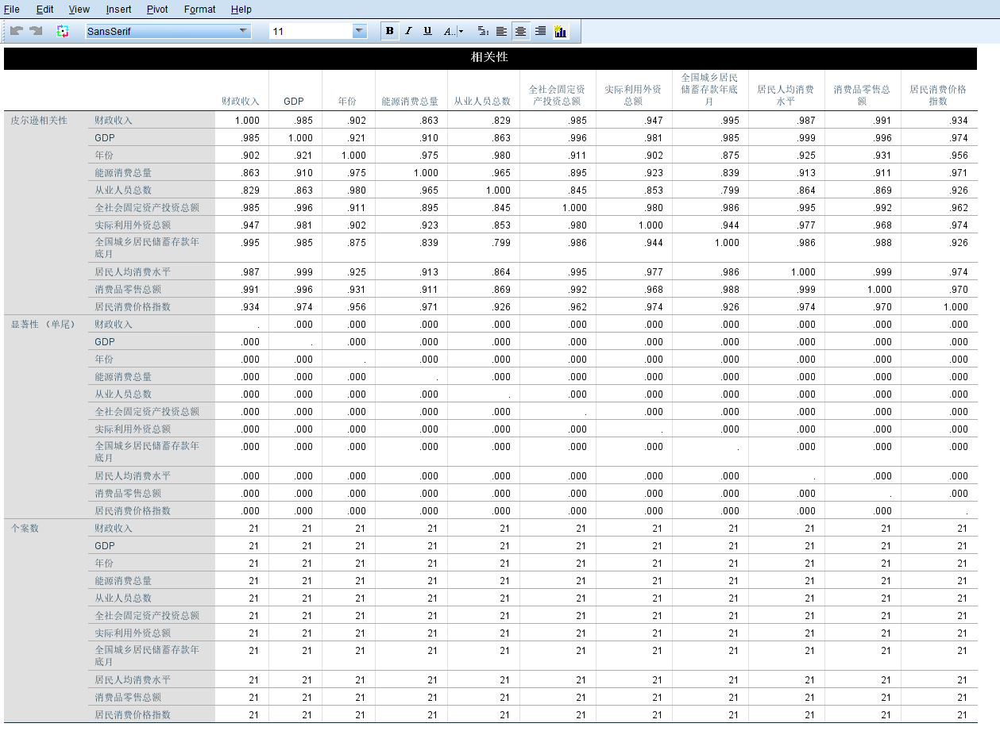 File Edit View Insert Pivot Format Help
SansSerif 11 B I U A..
相关性
财政收入 GDP 年份 能源消费总量 从业人员总数 全社会固定资产投资总额 实际利用外资总额 全国城乡居民储蓄存款年底月 居民人均消费水平 消费品零售总额 居民消费价格指数
皮尔逊相关性 财政收入 1.000 .985 .902 .863 .829 .985 .947 .995 .987 .991 .934
GDP .985 1.000 .921 .910 .863 .996 .981 .985 .999 .996 .974
年份 .902 .921 1.000 .975 .980 .911 .902 .875 .925 .931 .956
能源消费总量 .863 .910 .975 1.000 .965 .895 .923 .839 .913 .911 .971
从业人员总数 .829 .863 .980 .965 1.000 .845 .853 .799 .864 .869 .926
全社会固定资产投资总额 .985 .996 .911 .895 .845 1.000 .980 .986 .995 .992 .962
实际利用外资总额 .947 .981 .902 .923 .853 .980 1.000 .944 .977 .968 .974
全国城乡居民储蓄存款年底月 .995 .985 .875 .839 .799 .986 .944 1.000 .986 .988 .926
居民人均消费水平 .987 .999 .925 .913 .864 .995 .977 .986 1.000 .999 .974
消费品零售总额 .991 .996 .931 .911 .869 .992 .968 .988 .999 1.000 .970
居民消费价格指数 .934 .974 .956 .971 .926 .962 .974 .926 .974 .970 1.000
显著性 （单尾） 财政收入 . .000 .000 .000 .000 .000 .000 .000 .000 .000 .000
GDP .000 . .000 .000 .000 .000 .000 .000 .000 .000 .000
年份 .000 .000 . .000 .000 .000 .000 .000 .000 .000 .000
能源消费总量 .000 .000 .000 . .000 .000 .000 .000 .000 .000 .000
从业人员总数 .000 .000 .000 .000 . .000 .000 .000 .000 .000 .000
全社会固定资产投资总额 .000 .000 .000 .000 .000 . .000 .000 .000 .000 .000
实际利用外资总额 .000 .000 .000 .000 .000 .000 . .000 .000 .000 .000
全国城乡居民储蓄存款年底月 .000 .000 .000 .000 .000 .000 .000 . .000 .000 .000
居民人均消费水平 .000 .000 .000 .000 .000 .000 .000 .000 . .000 .000
消费品零售总额 .000 .000 .000 .000 .000 .000 .000 .000 .000 . .000
居民消费价格指数 .000 .000 .000 .000 .000 .000 .000 .000 .000 .000 .
个案数 财政收入 21 21 21 21 21 21 21 21 21 21 21
GDP 21 21 21 21 21 21 21 21 21 21 21
年份 21 21 21 21 21 21 21 21 21 21 21
能源消费总量 21 21 21 21 21 21 21 21 21 21 21
从业人员总数 21 21 21 21 21 21 21 21 21 21 21
全社会固定资产投资总额 21 21 21 21 21 21 21 21 21 21 21
实际利用外资总额 21 21 21 21 21 21 21 21 21 21 21
全国城乡居民储蓄存款年底月 21 21 21 21 21 21 21 21 21 21 21
居民人均消费水平 21 21 21 21 21 21 21 21 21 21 21
消费品零售总额 21 21 21 21 21 21 21 21 21 21 21
居民消费价格指数 21 21 21 21 21 21 21 21 21 21 21